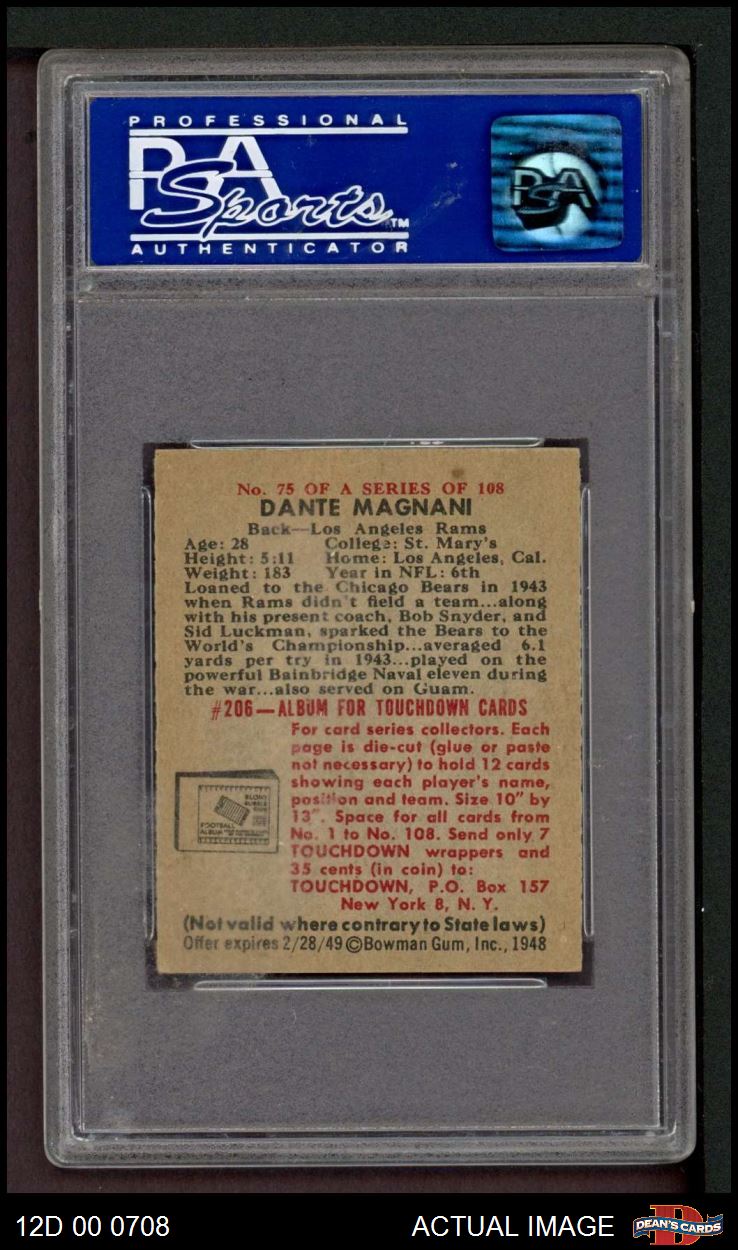 PROFESSIONAL
PSA
Sports™
AUTHENTICATOR
PSA
No. 75 OF A SERIES OF 108
DANTE MAGNANI
Back—Los Angeles Rams
Age: 28 College: St. Mary's
Height: 5:11 Home: Los Angeles, Cal.
Weight: 183 Year in NFL: 6th
Loaned to the Chicago Bears in 1943
when Rams didn't field a team...along
with his present coach, Bob Snyder, and
Sid Luckman, sparked the Bears to the
World's Championship...averaged 6.1
yards per try in 1943...played on the
powerful Bainbridge Naval eleven during
the war...also served on Guam.
#206—ALBUM FOR TOUCHDOWN CARDS
For card series collectors. Each
page is die-cut (glue or paste
not necessary) to hold 12 cards
showing each player's name,
position and team. Size 10" by
13". Space for all cards from
No. 1 to No. 108. Send only 7
TOUCHDOWN wrappers and
35 cents (in coin) to:
TOUCHDOWN, P.O. Box 157
New York 8, N. Y.
BLONY
BUBBLE
GUM
FOOTBALL
ALBUM
(Not valid where contrary to State laws)
Offer expires 2/28/49 ©Bowman Gum, Inc., 1948
12D 00 0708
ACTUAL IMAGE
DEAN'S CARDS